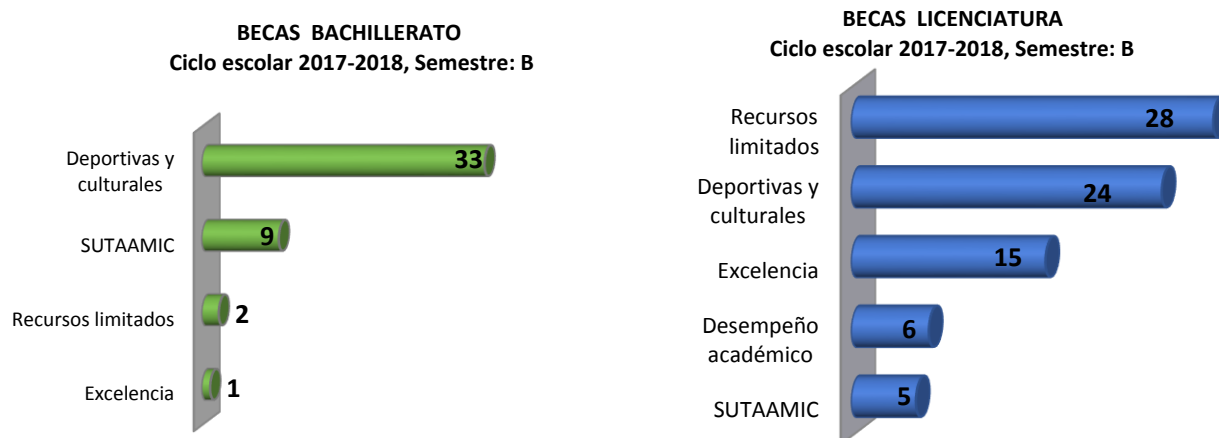 BECAS BACHILLERATO
Ciclo escolar 2017-2018, Semestre: B
Deportivas y
culturales
33
SUTAAMIC
9
Recursos limitados
2
Excelencia
1
BECAS LICENCIATURA
Ciclo escolar 2017-2018, Semestre: B
Recursos
limitados
28
Deportivas y
culturales
24
Excelencia
15
Desempeño
académico
6
SUTAAMIC
5